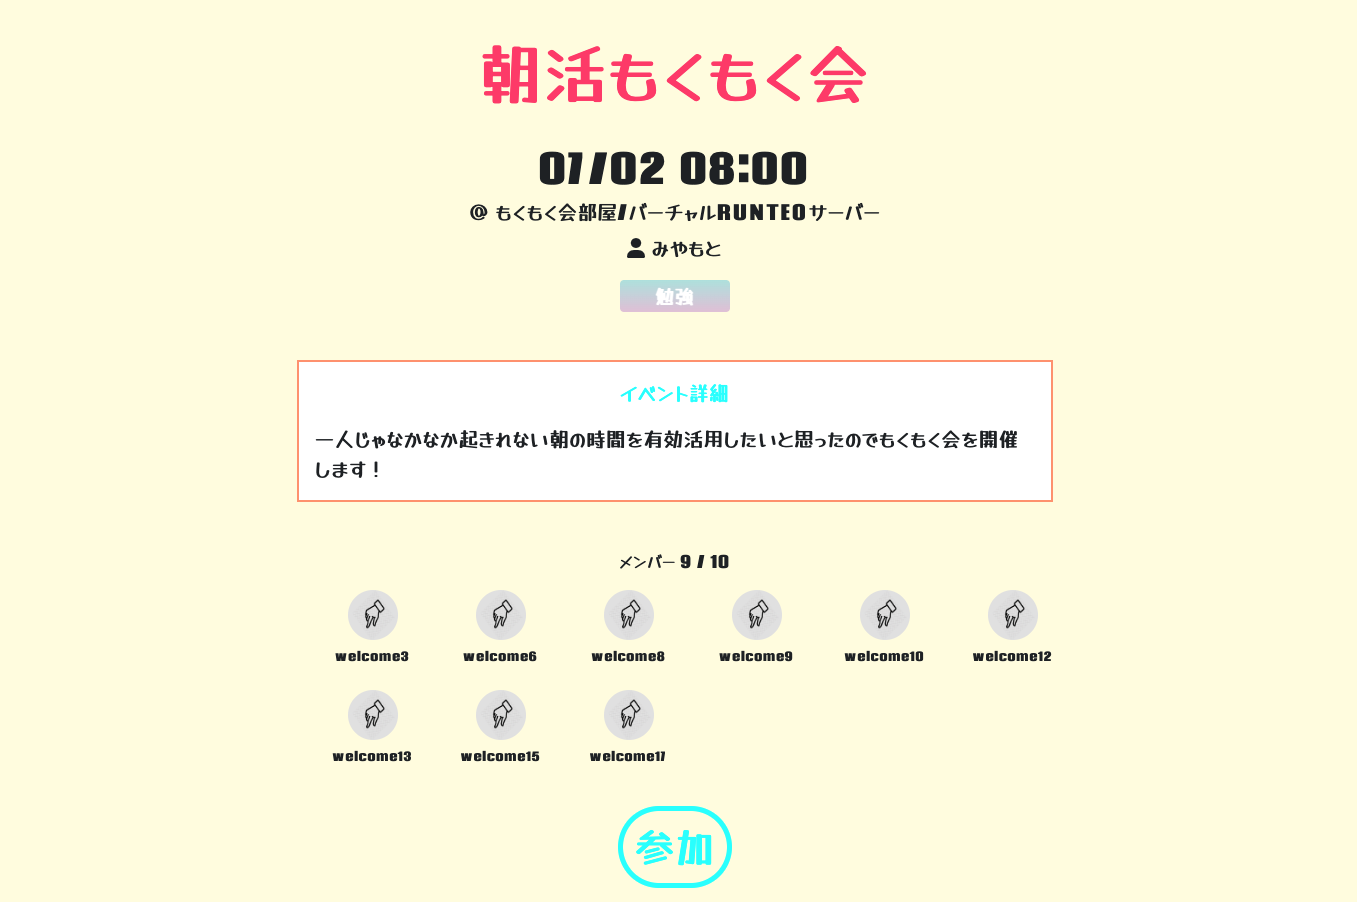 朝活もくもく会
07/02 08:00
@ もくもく会部屋/バーチャルRUNTEQサーバー
みやもと
勉強
イベント詳細
一人じゃなかなか起きれない朝の時間を有効活用したいと思ったのでもくもく会を開催
します！
メンバー 9 / 10
welcome3 welcome6 welcome8 welcome9 welcome10 welcome12
welcome13 welcome15 welcome17
参加